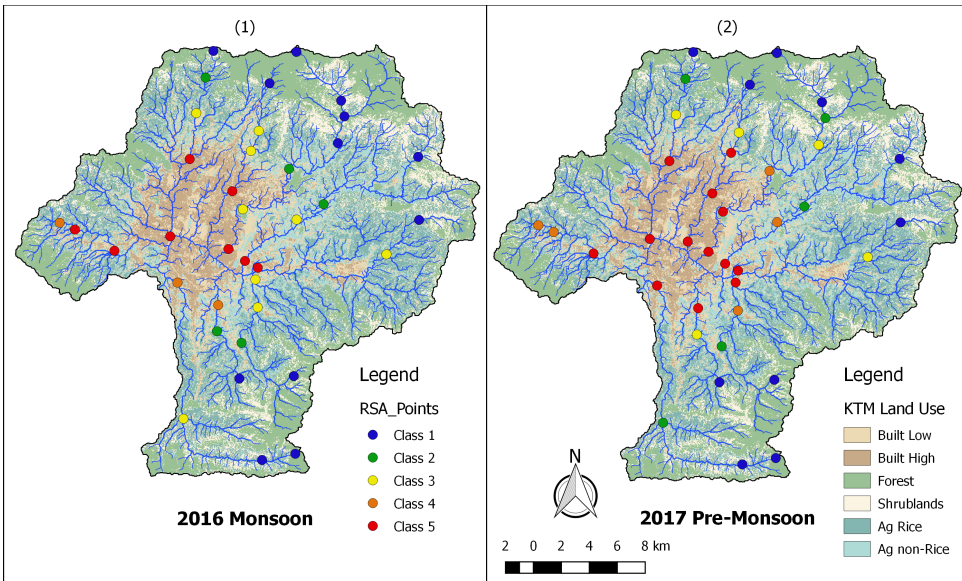 (1)
Legend
RSA_Points
Class 1
Class 2
Class 3
Class 4
Class 5
2016 Monsoon
(2)
Legend
KTM Land Use
Built Low
Built High
Forest
Shrublands
Ag Rice
Ag non-Rice
N
2017 Pre-Monsoon
2 0 2 4 6 8 km